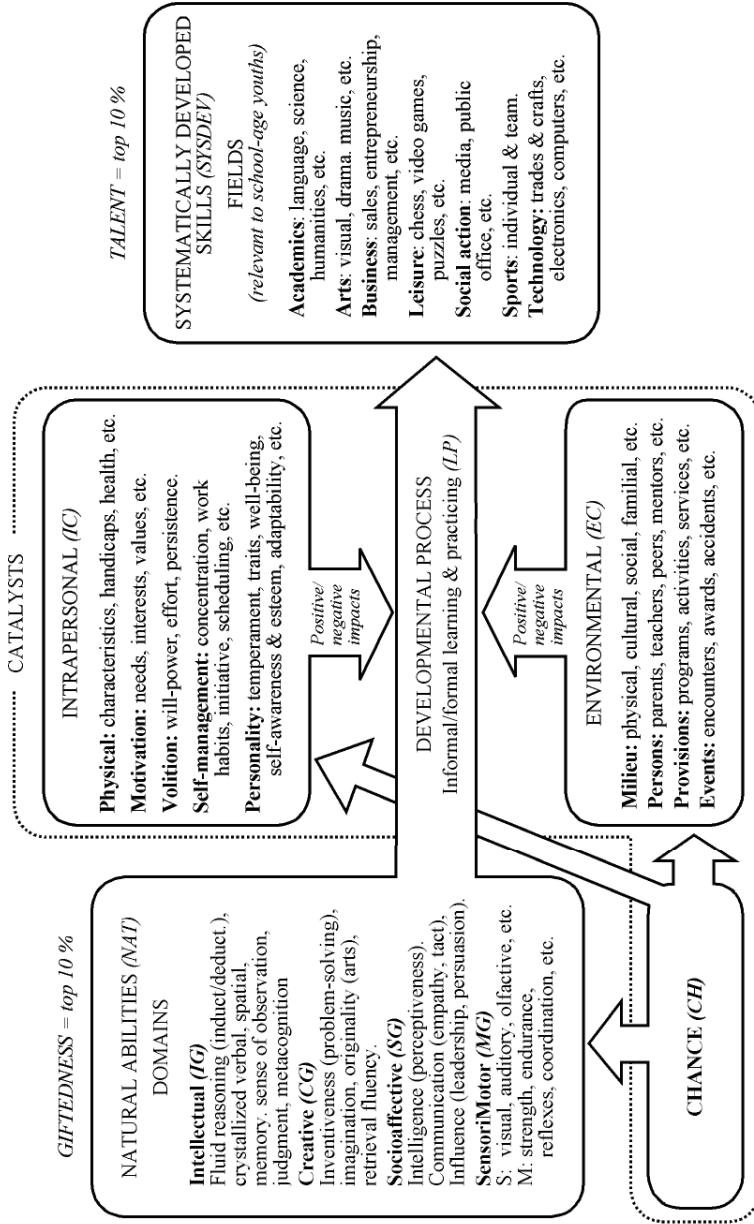 GIFTEDNESS = top 10 %
NATURAL ABILITIES (NAT)
DOMAINS
Intellectual (IG)
Fluid reasoning (induct/deduct.),
crystallized verbal, spatial,
memory. sense of observation,
judgment, metacognition
Creative (CG)
Inventiveness (problem-solving),
imagination, originality (arts),
retrieval fluency.
Socioaffective (SG)
Intelligence (perceptiveness).
Communication (empathy, tact),
Influence (leadership, persuasion).
SensoriMotor (MG)
S: visual, auditory, olfactive, etc.
M: strength, endurance,
reflexes, coordination, etc.
CHANCE (CH)
CATALYSTS
INTRAPERSONAL (IC)
Physical: characteristics, handicaps, health, etc.
Motivation: needs, interests, values, etc.
Volition: will-power, effort, persistence.
Self-management: concentration, work
habits, initiative, scheduling, etc.
Personality: temperament, traits, well-being,
self-awareness & esteem, adaptability, etc.
Positive/
negative
impacts
DEVELOPMENTAL PROCESS
Informal/formal learning & practicing (LP)
Positive/
negative
impacts
ENVIRONMENTAL (EC)
Milieu: physical, cultural, social, familial, etc.
Persons: parents, teachers, peers, mentors, etc.
Provisions: programs, activities, services, etc.
Events: encounters, awards, accidents, etc.
TALENT = top 10 %
SYSTEMATICALLY DEVELOPED
SKILLS (SYSDEV)
FIELDS
(relevant to school-age youths)
Academics: language, science,
humanities, etc.
Arts: visual, drama. music, etc.
Business: sales, entrepreneurship,
management, etc.
Leisure: chess, video games,
puzzles, etc.
Social action: media, public
office, etc.
Sports: individual & team.
Technology: trades & crafts,
electronics, computers, etc.